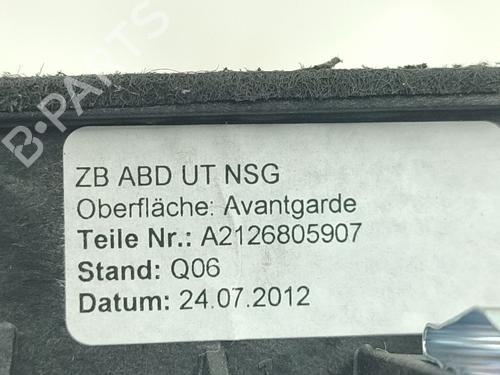 B-PARTS
ZB ABD UT NSG
Oberfläche: Avantgarde
Teile Nr.: A2126805907
Stand: Q06
Datum: 24.07.2012